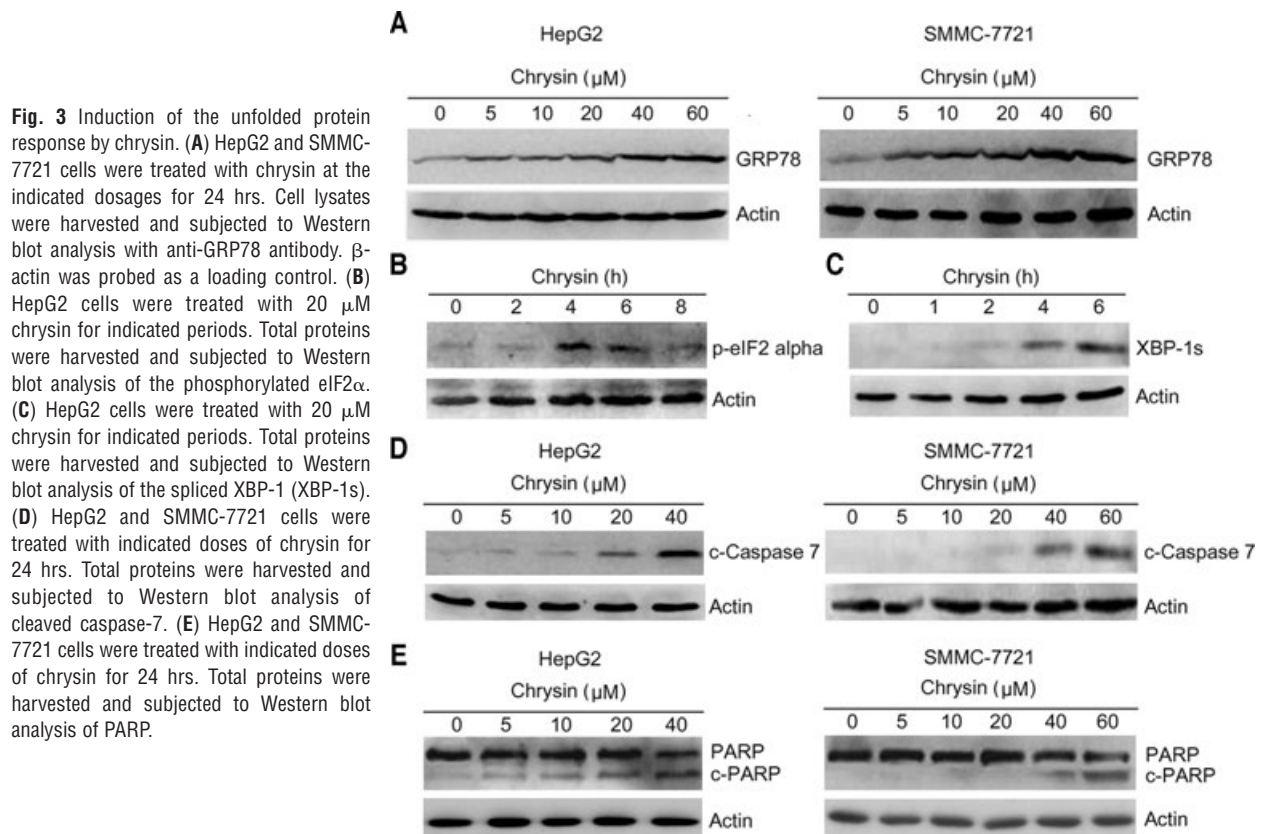 Fig. 3 Induction of the unfolded protein
response by chrysin. (A) HepG2 and SMMC-
7721 cells were treated with chrysin at the
indicated dosages for 24 hrs. Cell lysates
were harvested and subjected to Western
blot analysis with anti-GRP78 antibody. β-
actin was probed as a loading control. (B)
HepG2 cells were treated with 20 μM
chrysin for indicated periods. Total proteins
were harvested and subjected to Western
blot analysis of the phosphorylated eIF2α.
(C) HepG2 cells were treated with 20 μM
chrysin for indicated periods. Total proteins
were harvested and subjected to Western
blot analysis of the spliced XBP-1 (XBP-1s).
(D) HepG2 and SMMC-7721 cells were
treated with indicated doses of chrysin for
24 hrs. Total proteins were harvested and
subjected to Western blot analysis of
cleaved caspase-7. (E) HepG2 and SMMC-
7721 cells were treated with indicated doses
of chrysin for 24 hrs. Total proteins were
harvested and subjected to Western blot
analysis of PARP.
A
HepG2
Chrysin (μM)
0 5 10 20 40 60
GRP78
Actin
SMMC-7721
Chrysin (μM)
0 5 10 20 40 60
GRP78
Actin
B
Chrysin (h)
0 2 4 6 8
p-eIF2 alpha
Actin
C
Chrysin (h)
0 1 2 4 6
XBP-1s
Actin
D
HepG2
Chrysin (μM)
0 5 10 20 40
c-Caspase 7
Actin
SMMC-7721
Chrysin (μM)
0 5 10 20 40 60
c-Caspase 7
Actin
E
HepG2
Chrysin (μM)
0 5 10 20 40
PARP
c-PARP
Actin
SMMC-7721
Chrysin (μM)
0 5 10 20 40 60
PARP
c-PARP
Actin